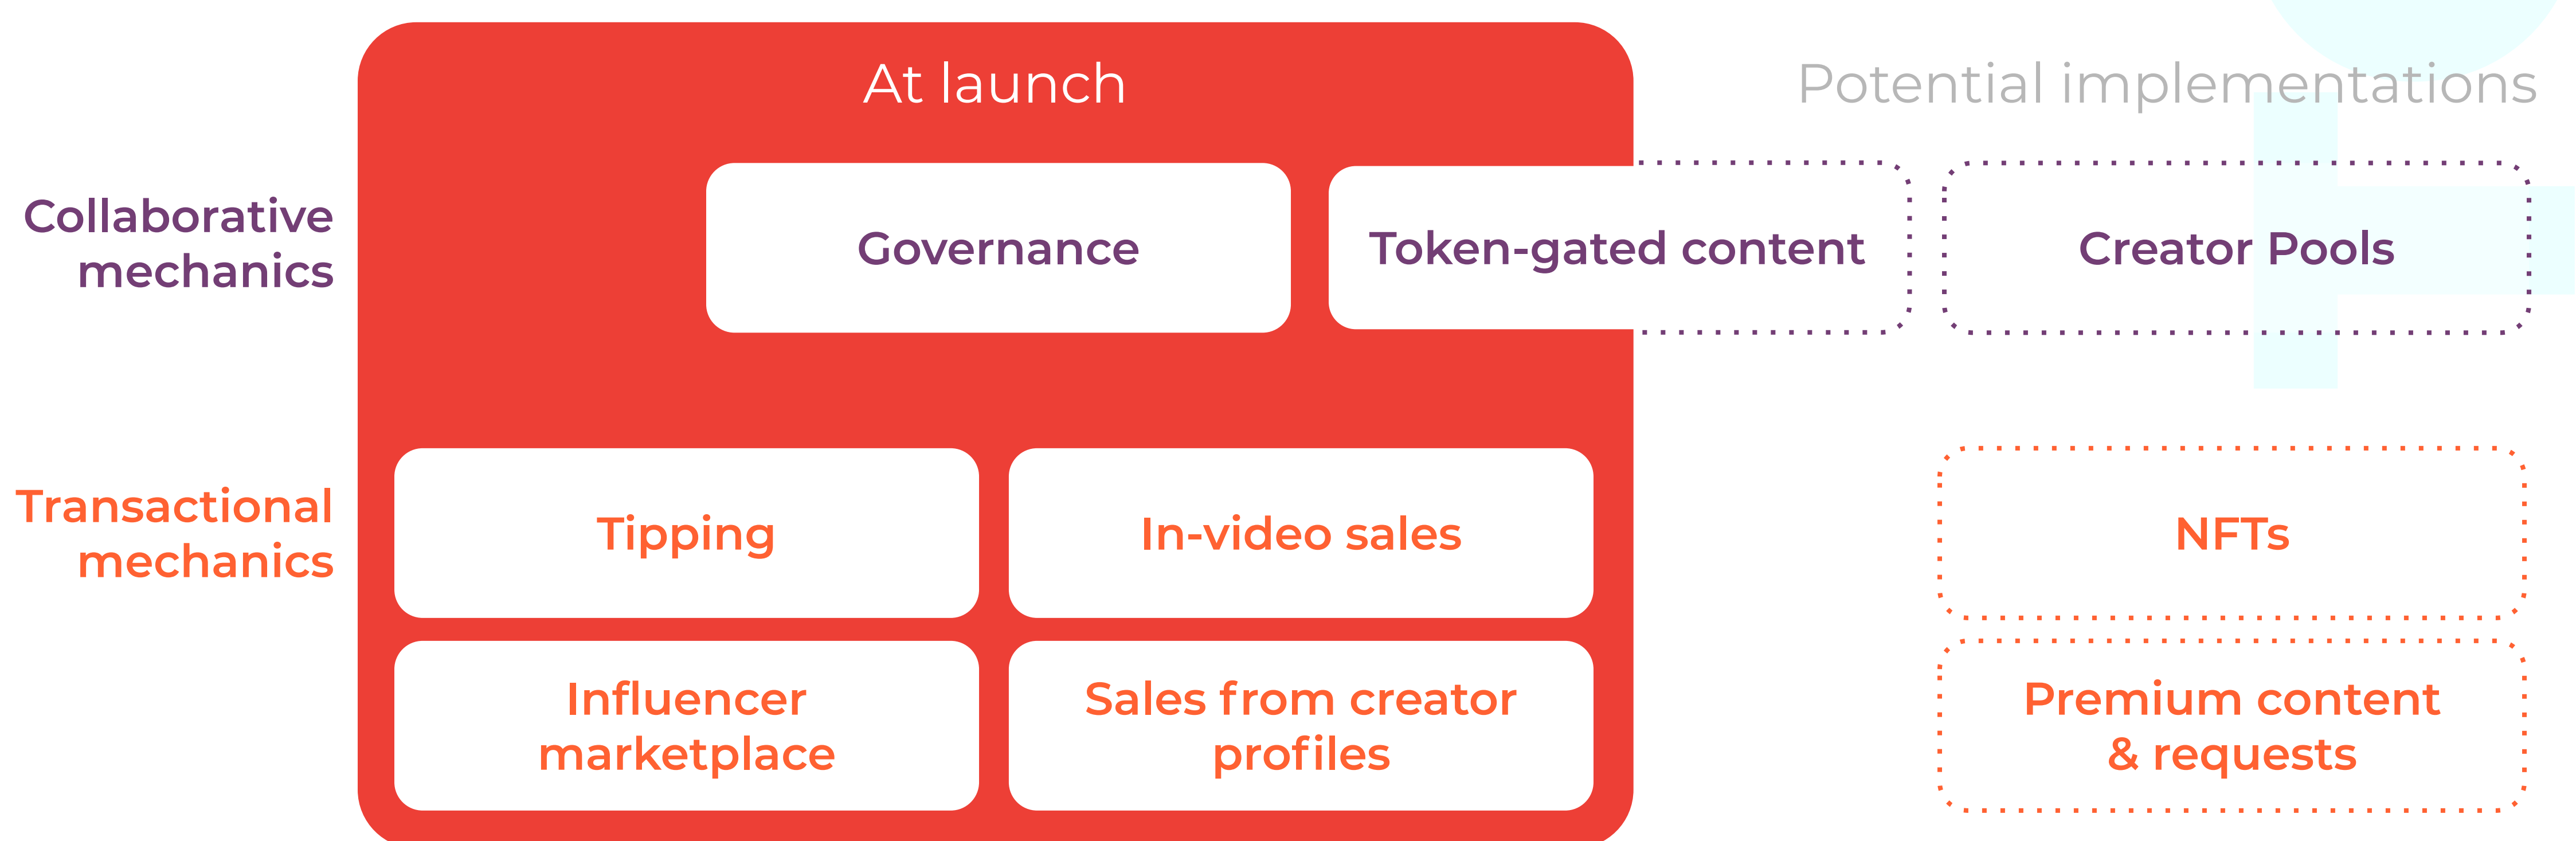 At launch
Potential implementations
Collaborative
mechanics
Governance
Token-gated content
Creator Pools
Transactional
mechanics
Tipping
In-video sales
NFTs
Influencer
marketplace
Sales from creator
profiles
Premium content
& requests